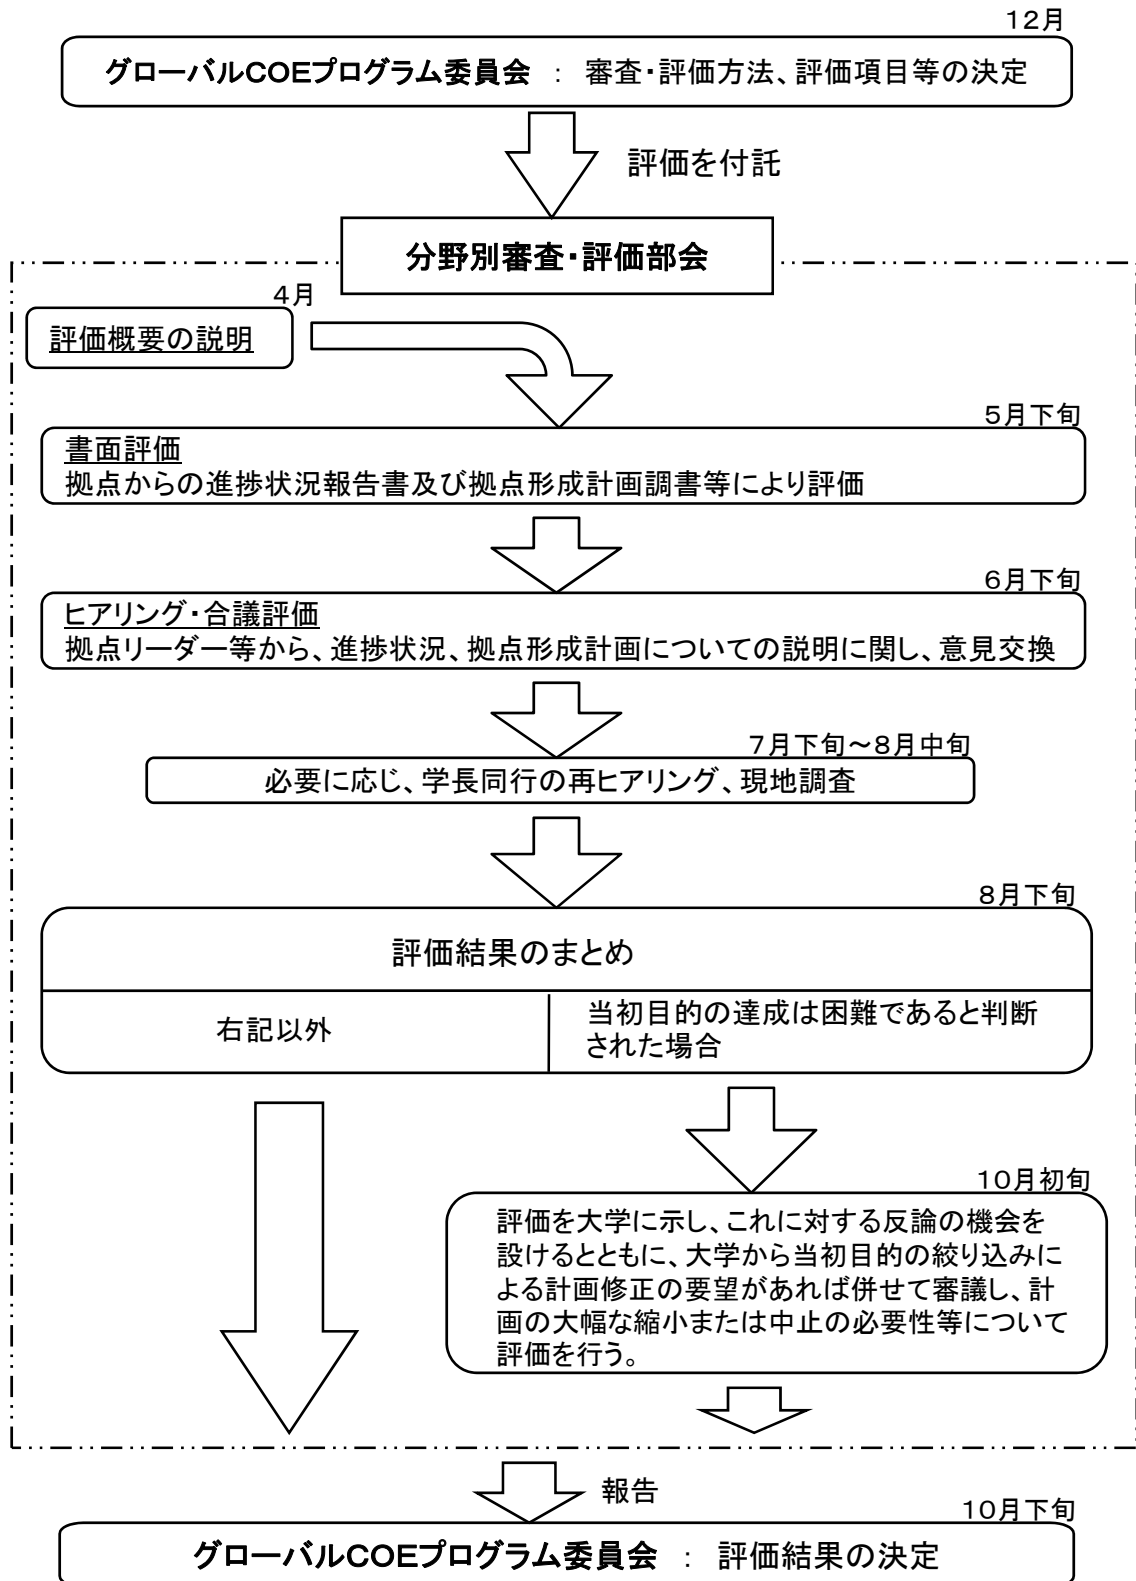 12月
グローバルCOEプログラム委員会 : 審査・評価方法、評価項目等の決定
評価を付託
分野別審査・評価部会
4月
評価概要の説明
5月下旬
書面評価
拠点からの進捗状況報告書及び拠点形成計画調書等により評価
6月下旬
ヒアリング・合議評価
拠点リーダー等から、進捗状況、拠点形成計画についての説明に関し、意見交換
7月下旬～8月中旬
必要に応じ、学長同行の再ヒアリング、現地調査
8月下旬
評価結果のまとめ
右記以外
当初目的の達成は困難であると判断
された場合
10月初旬
評価を大学に示し、これに対する反論の機会を
設けるとともに、大学から当初目的の絞り込みに
よる計画修正の要望があれば併せて審議し、計
画の大幅な縮小または中止の必要性等について
評価を行う。
報告
10月下旬
グローバルCOEプログラム委員会 : 評価結果の決定